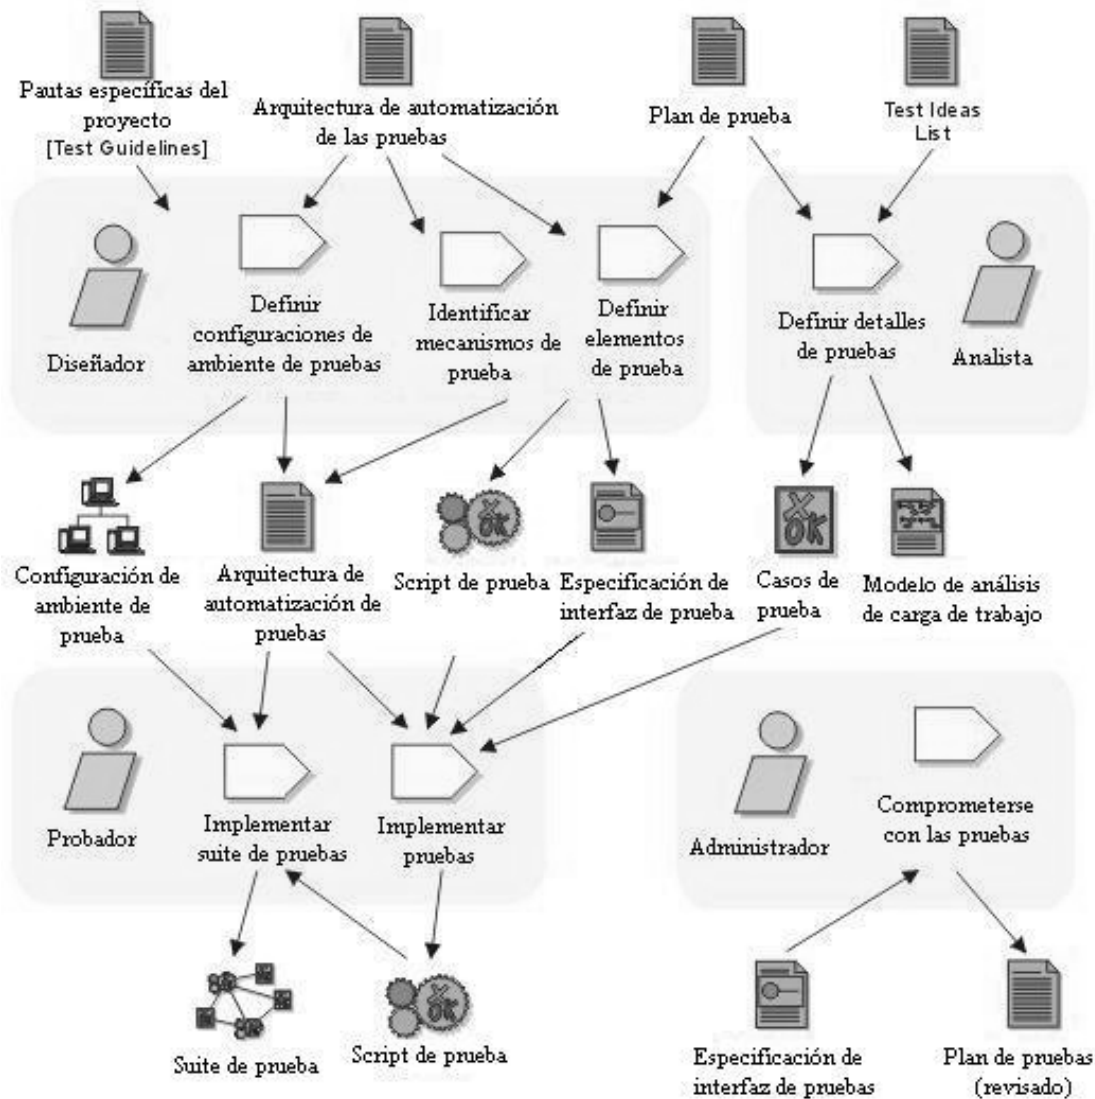 Pautas específicas del
proyecto
[Test Guidelines]
Arquitectura de automatización
de las pruebas
Plan de prueba
Test Ideas
List
Diseñador
Definir
configuraciones de
ambiente de pruebas
Identificar
mecanismos de
prueba
Definir
elementos
de prueba
Definir detalles
de pruebas
Analista
Configuración de
ambiente de
prueba
Arquitectura de
automatización de
pruebas
Script de prueba
Especificación de
interfaz de prueba
X
OK
Casos de
prueba
Modelo de análisis
de carga de trabajo
X
OK
Probador
Implementar
suite de pruebas
Implementar
pruebas
Administrador
Comprometerse
con las pruebas
Suite de prueba
X
OK
Script de prueba
Especificación de
interfaz de pruebas
Plan de pruebas
(revisado)